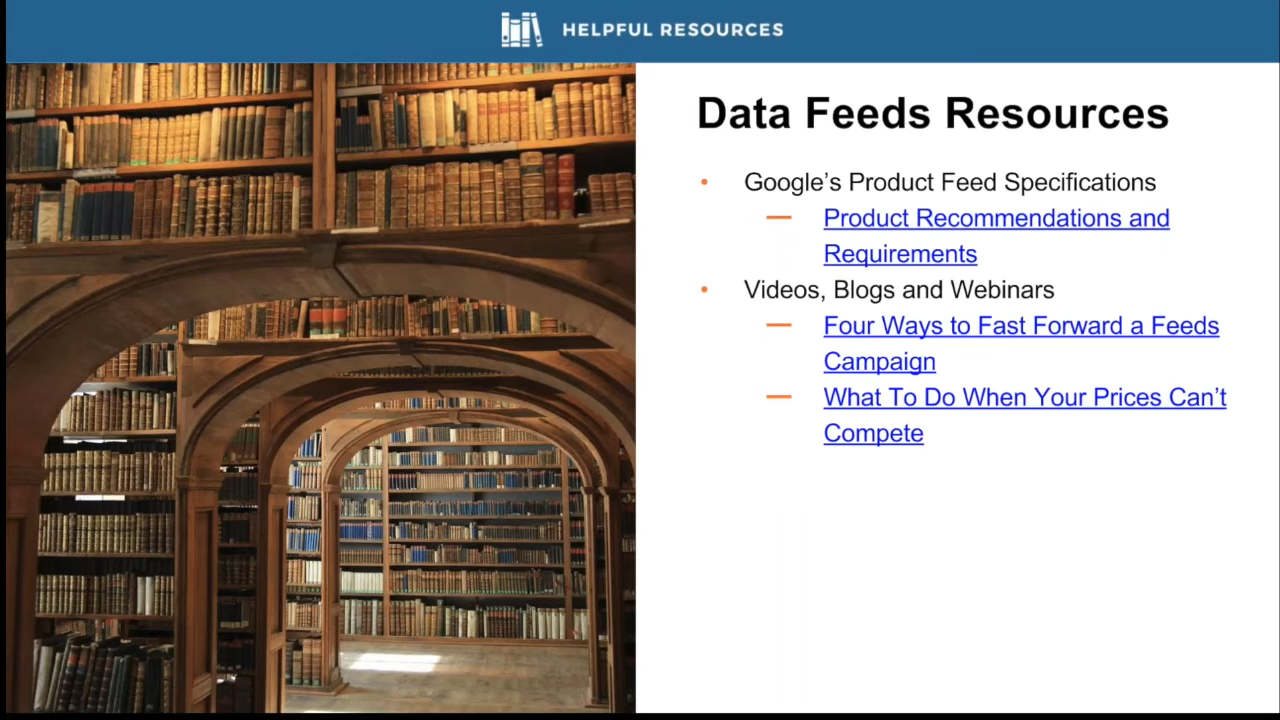 HELPFUL RESOURCES
Data Feeds Resources
• Google’s Product Feed Specifications
— Product Recommendations and
Requirements
• Videos, Blogs and Webinars
— Four Ways to Fast Forward a Feeds
Campaign
— What To Do When Your Prices Can’t
Compete